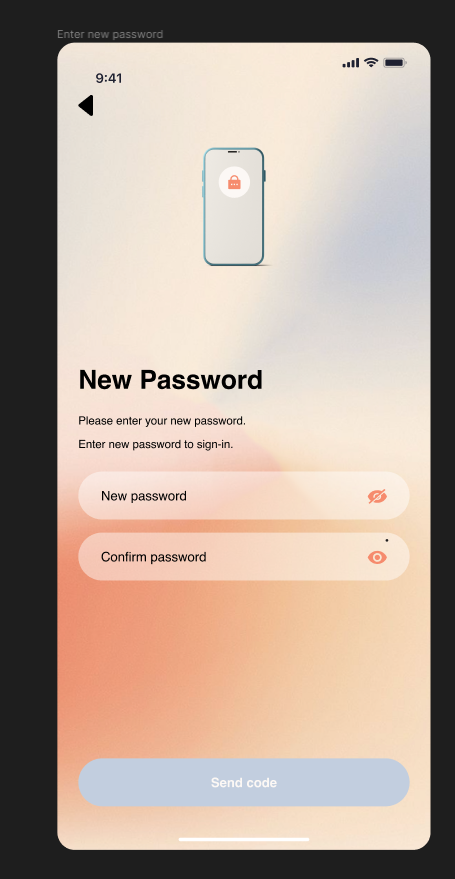 Enter new password
9:41
New Password
Please enter your new password.
Enter new password to sign-in.
New password
Confirm password
Send code